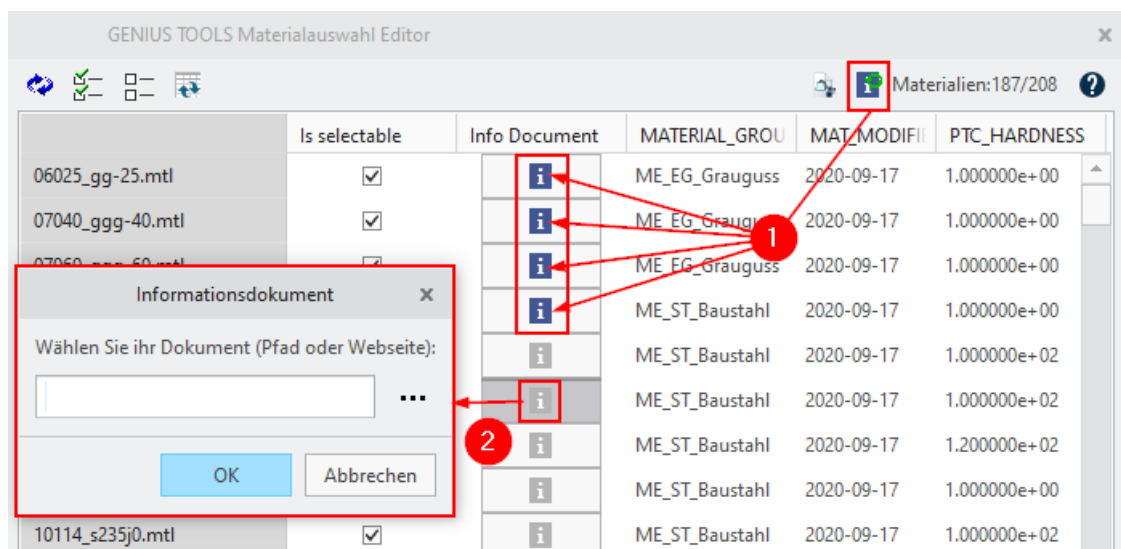 GENIUS TOOLS Materialauswahl Editor x
Materialien:187/208 ?
Is selectable Info Document MATERIAL_GROU MAT_MODIFI PTC_HARDNESS
06025_gg-25.mtl i ME_EG_Grauguss 2020-09-17 1.000000e+00
07040_ggg-40.mtl i ME_EG_Grauguss 2020-09-17 1.000000e+00
1
07060_ggg-60.mtl i ME_EG_Grauguss 2020-09-17 1.000000e+00
Informationsdokument x
i ME_ST_Baustahl 2020-09-17 1.000000e+00
Wählen Sie ihr Dokument (Pfad oder Webseite):
i ME_ST_Baustahl 2020-09-17 1.000000e+02
... i ME_ST_Baustahl 2020-09-17 1.000000e+02
2 i ME_ST_Baustahl 2020-09-17 1.200000e+02
OK Abbrechen
i ME_ST_Baustahl 2020-09-17 1.000000e+00
10114_s235j0.mtl i ME_ST_Baustahl 2020-09-17 1.000000e+02